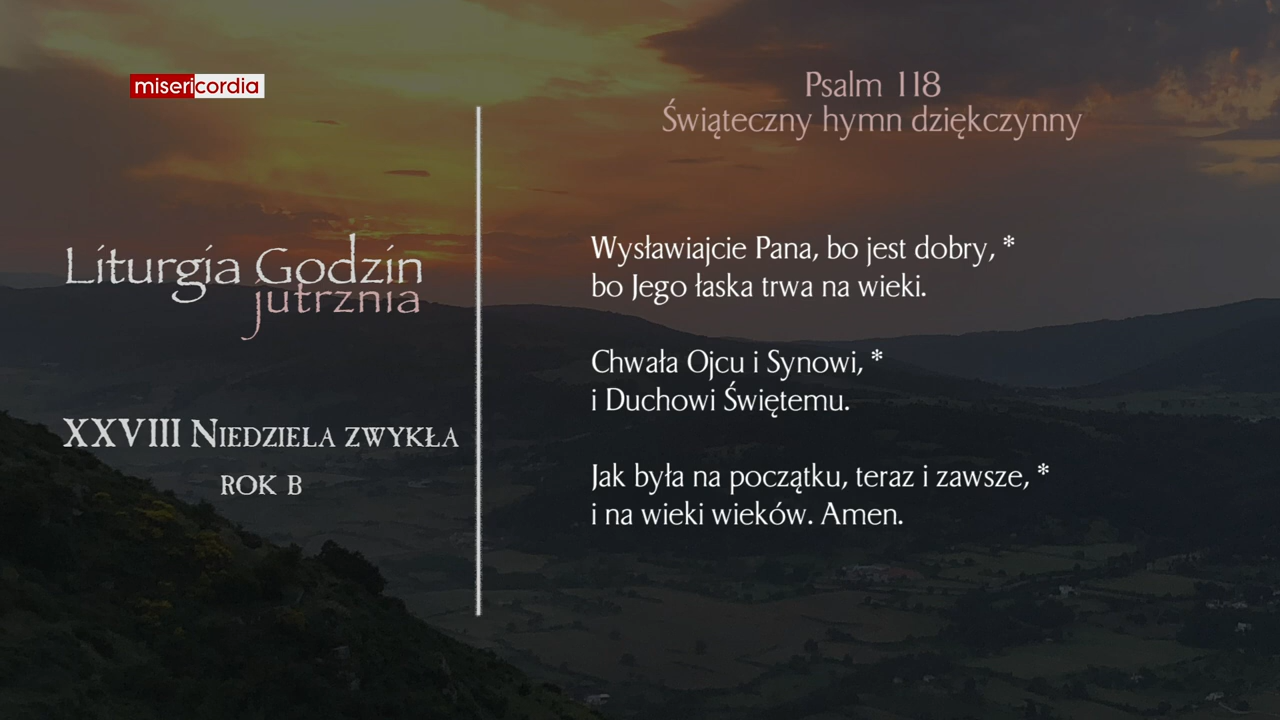 misericordia
Liturgia Godzin
jutrznia
XXVIII Niedziela zwykła
rok B
Psalm 118
Świąteczny hymn dziękczynny
Wysławiajcie Pana, bo jest dobry, *
bo Jego łaska trwa na wieki.
Chwała Ojcu i Synowi, *
i Duchowi Świętemu.
Jak była na początku, teraz i zawsze, *
i na wieki wieków. Amen.